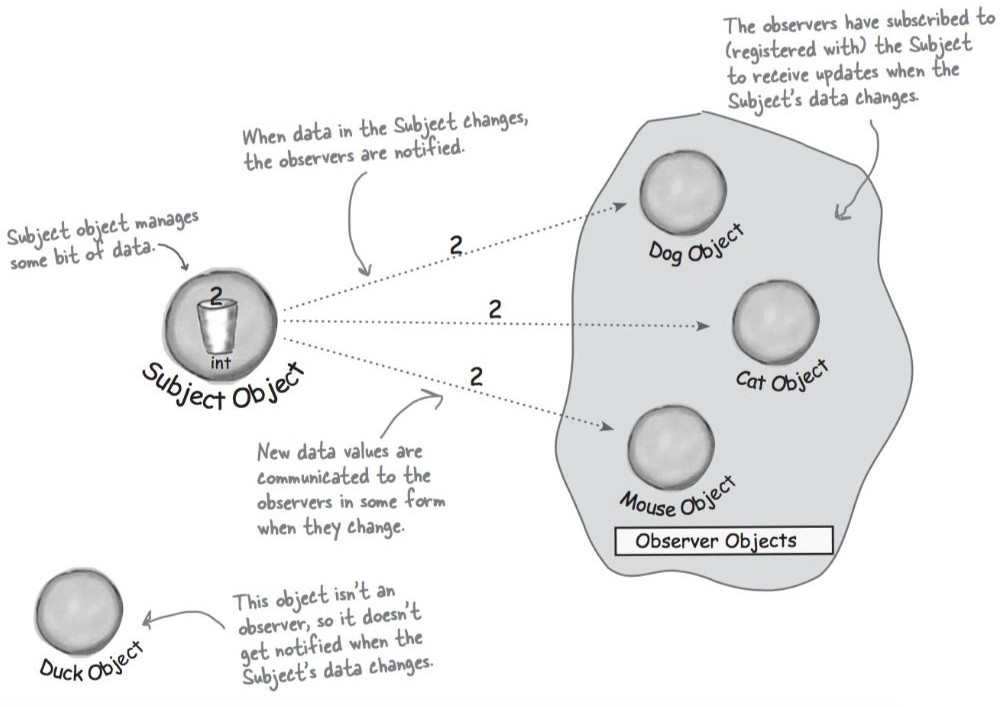 The observers have subscribed to
(registered with) the Subject
to receive updates when the
Subject's data changes.
When data in the Subject changes,
the observers are notified.
Subject object manages
some bit of data.
2
int
Subject Object
2
2
2
Dog Object
Cat Object
Mouse Object
Observer Objects
New data values are
communicated to the
observers in some form
when they change.
Duck Object
This object isn't an
observer, so it doesn't
get notified when the
Subject's data changes.